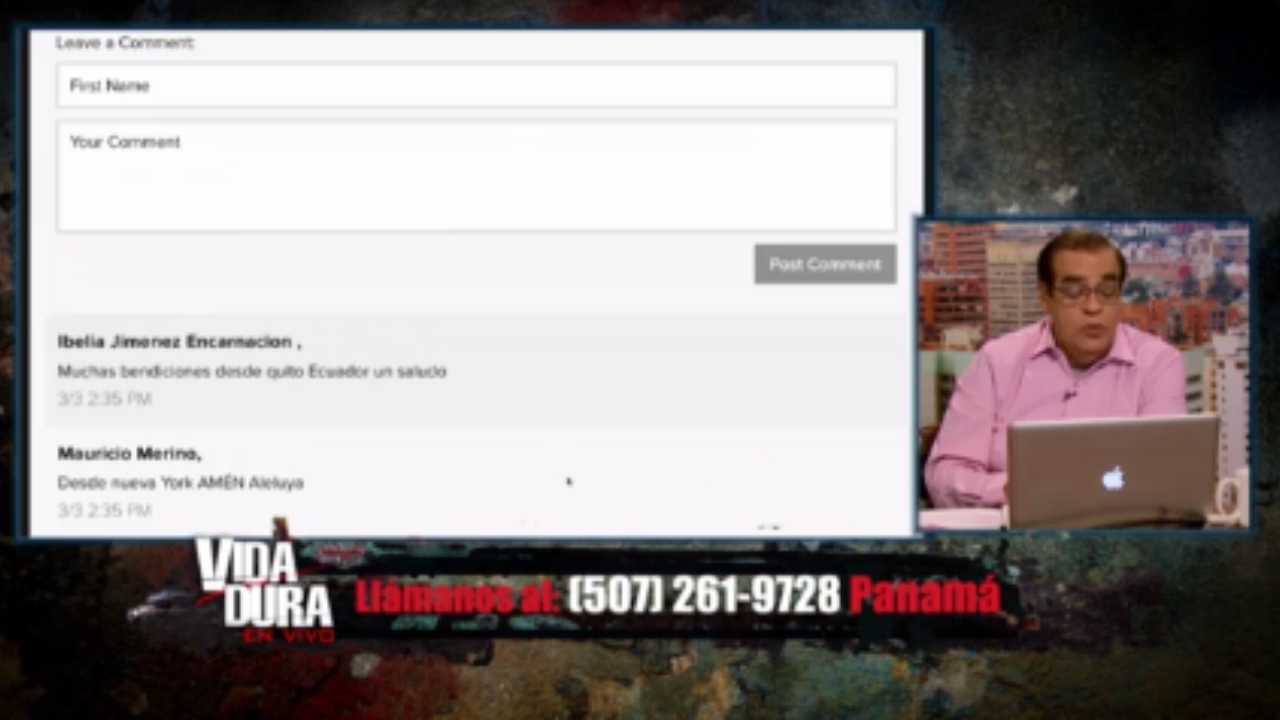 Leave a Comment:
First Name
Your Comment
Post Comment
Ibelia Jimenez Encarnacion ,
Muchas bendiciones desde quito Ecuador un saludo
3/3 2:35 PM
Mauricio Merino,
Desde nueva York AMÉN Aleluya
3/3 2:35 PM
VIDA
DURA
EN VIVO
Llámanos al: (507) 261-9728 Panamá